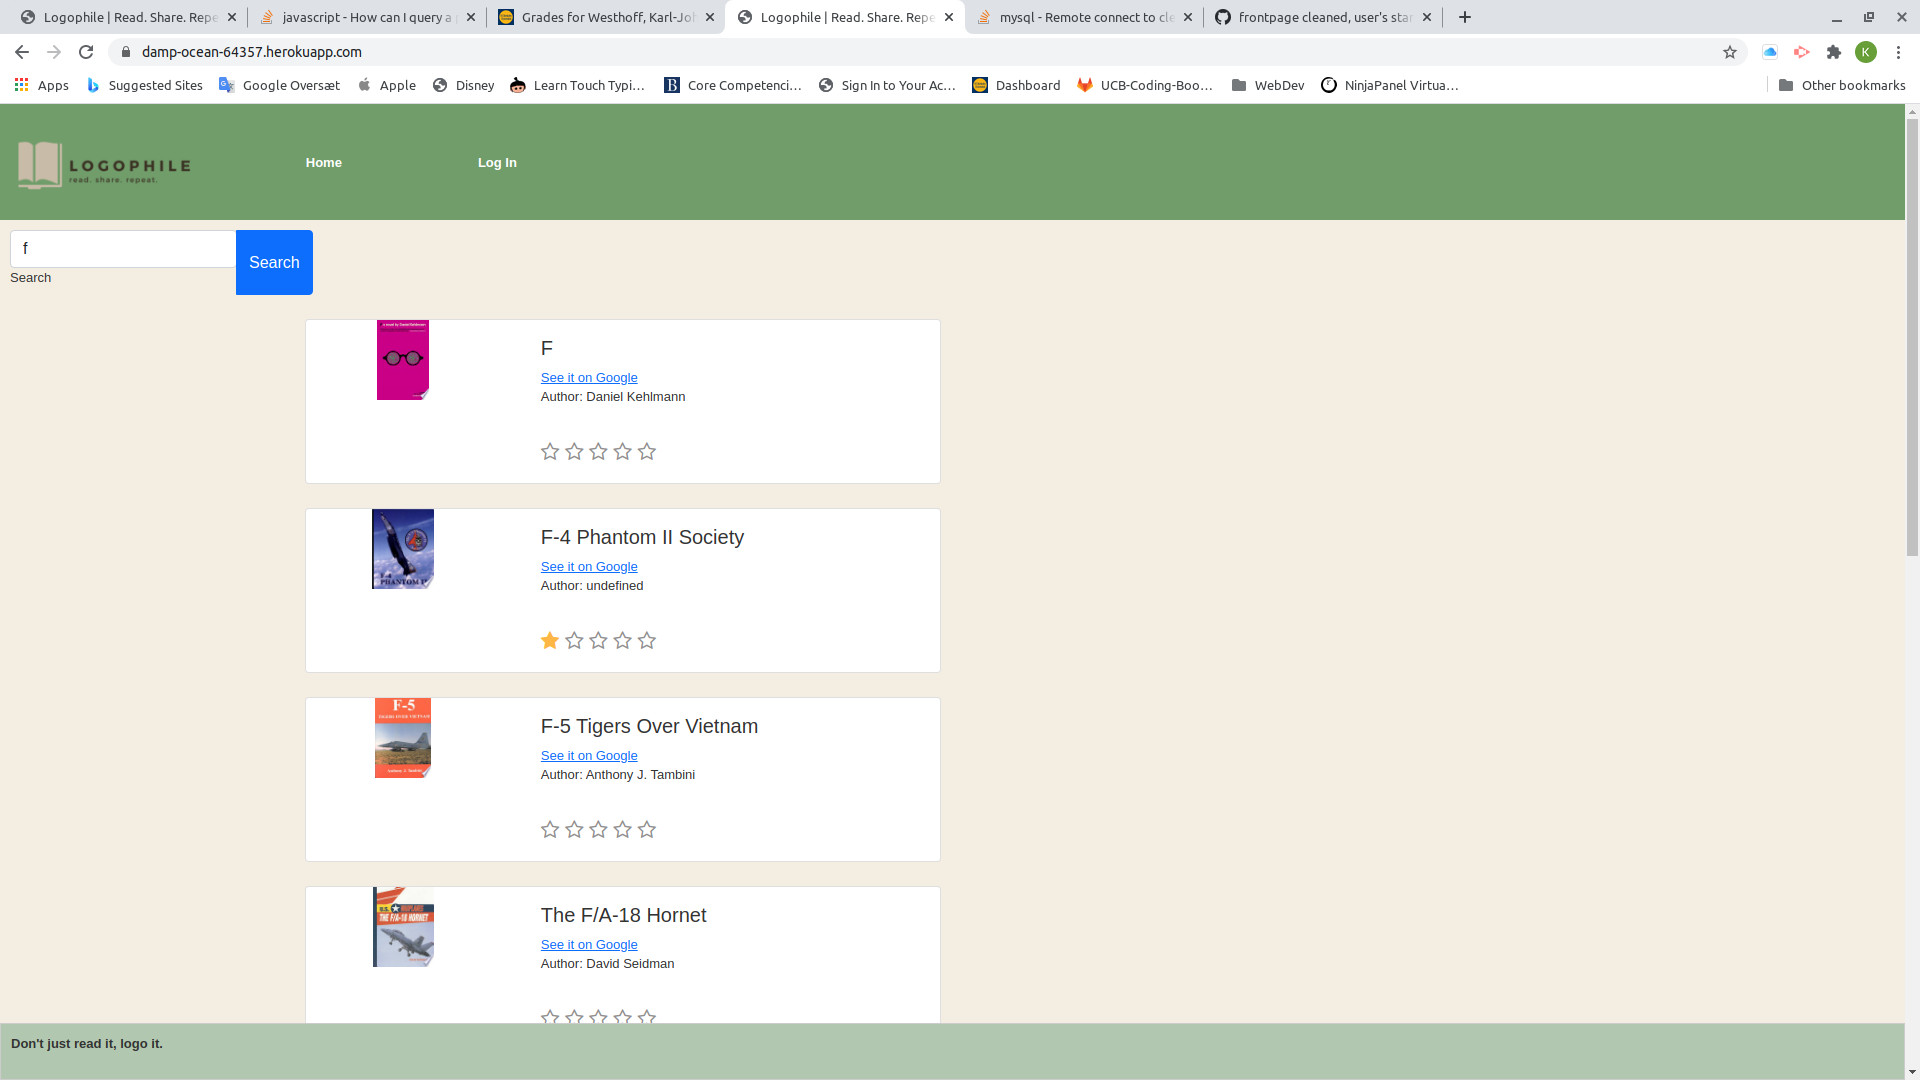 Logophile | Read. Share. Repe
javascript - How can I query a
Grades for Westhoff, Karl-Jo
Logophile | Read. Share. Repe
mysql - Remote connect to cle
frontpage cleaned, user's star
damp-ocean-64357.herokuapp.com
K
Apps
Suggested Sites
Google Oversæt
Apple
Disney
Learn Touch Typi…
Core Competenci…
Sign In to Your Ac…
Dashboard
UCB-Coding-Boo…
WebDev
NinjaPanel Virtua…
Other bookmarks
LOGOPHILE
read. share. repeat.
Home
Log In
f
Search
Search
F
See it on Google
Author: Daniel Kehlmann
F-4 Phantom II Society
See it on Google
Author: undefined
F-5
F-5 Tigers Over Vietnam
See it on Google
Author: Anthony J. Tambini
THE F/A-18 HORNET
The F/A-18 Hornet
See it on Google
Author: David Seidman
Don't just read it, logo it.